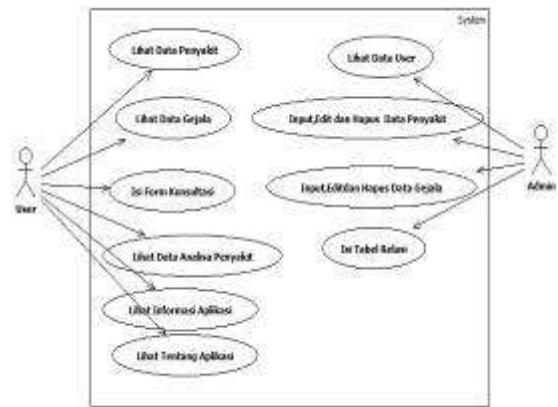 System
Lihat Data Penyakit
Lihat Data User
Lihat Data Gejala
Input,Edit dan Hapus Data Penyakit
User
Admin
Isi Form Konsultasi
Input,Editdan Hapus Data Gejala
Lihat Data Analisa Penyakit
Isi Tabel Relasi
Lihat Informasi Aplikasi
Lihat Tentang Aplikasi